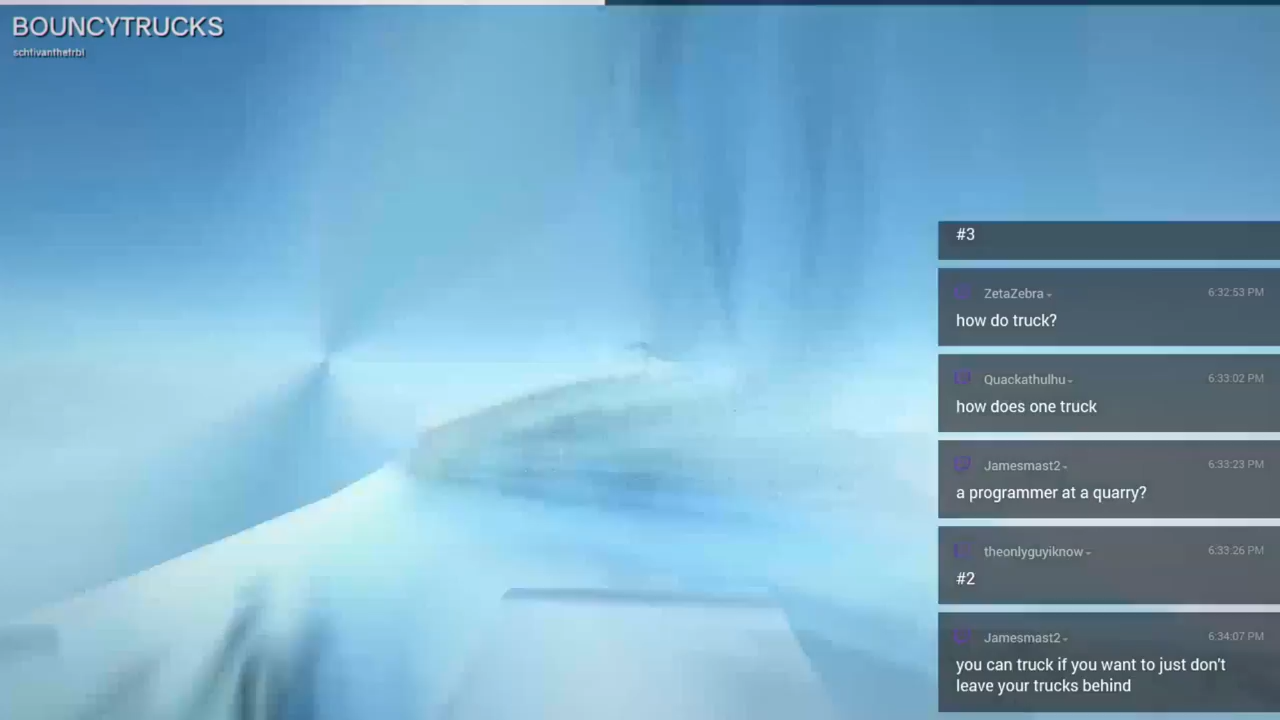 BOUNCYTRUCKS
schtivanthetrbl
#3
ZetaZebra
6:32:53 PM
how do truck?
Quackathulhu
6:33:02 PM
how does one truck
Jamesmast2
6:33:23 PM
a programmer at a quarry?
theonlyguyiknow
6:33:26 PM
#2
Jamesmast2
6:34:07 PM
you can truck if you want to just don't
leave your trucks behind